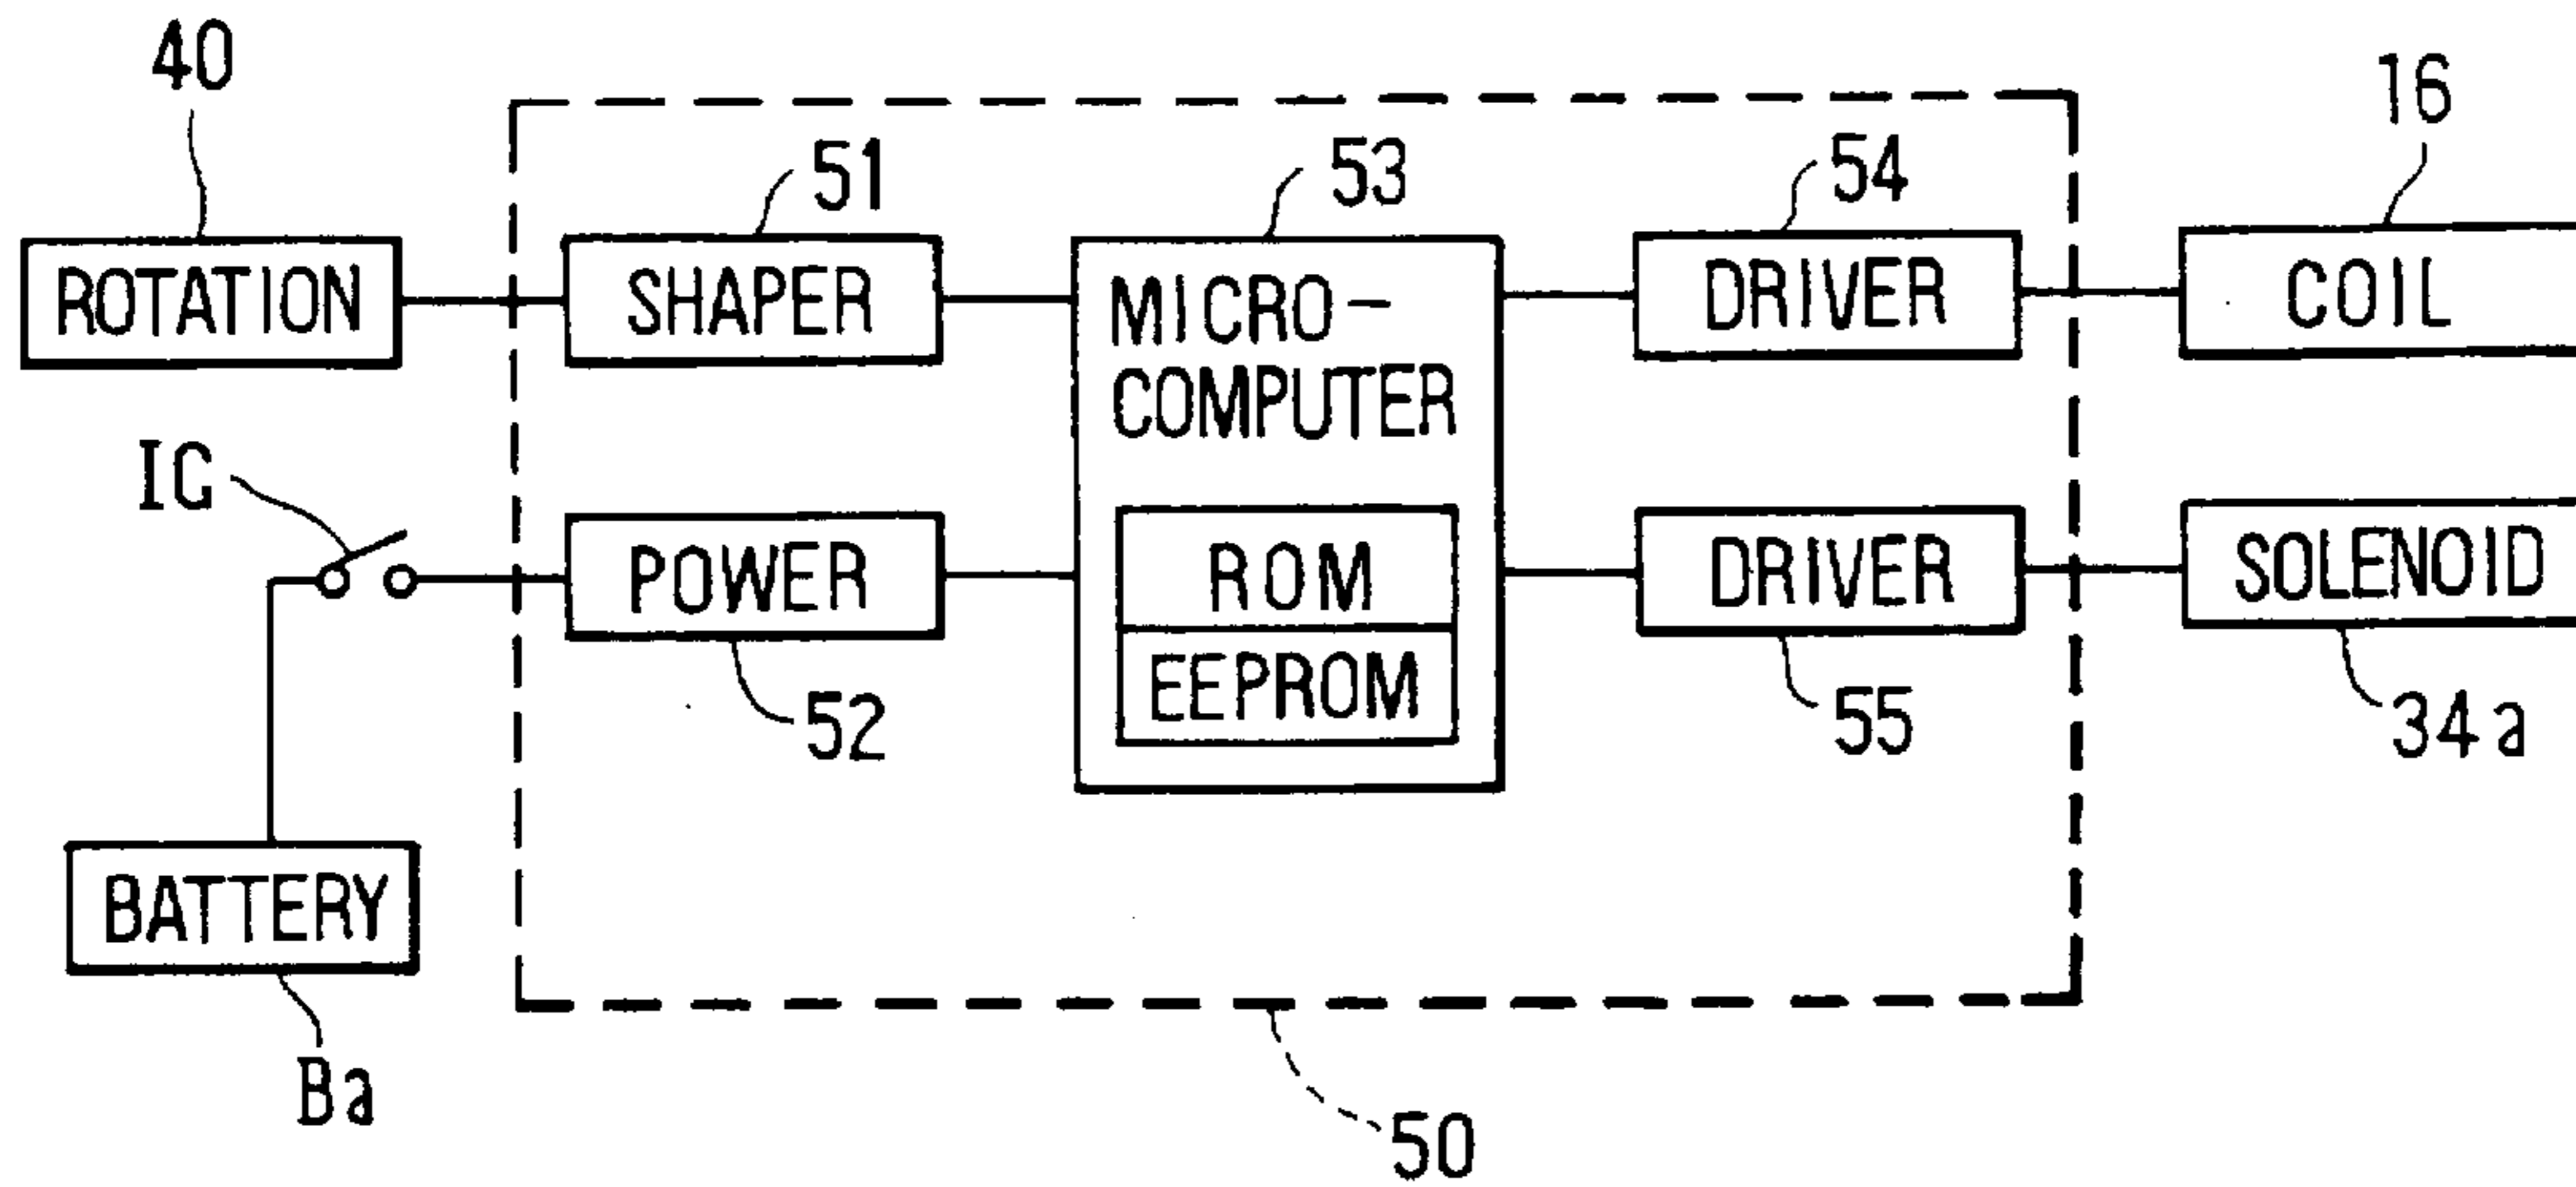 40
16
51
53
54
ROTATION
SHAPER
MICRO-
COMPUTER
DRIVER
COIL
IG
POWER
ROM
EEPROM
DRIVER
SOLENOID
52
55
34a
BATTERY
Ba
50